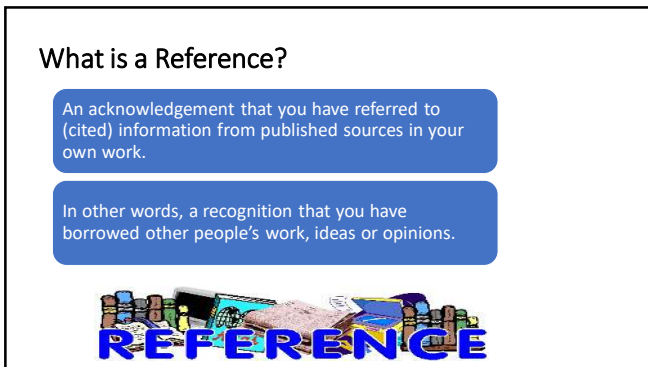 What is a Reference?
An acknowledgement that you have referred to
(cited) information from published sources in your
own work.
In other words, a recognition that you have
borrowed other people's work, ideas or opinions.
REFERENCE